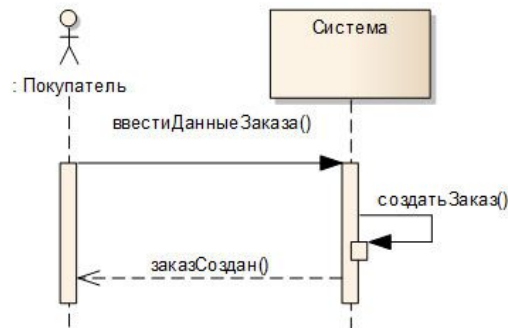 Система
: Покупатель
ввестиДанныеЗаказа()
создатьЗаказ()
заказСоздан()